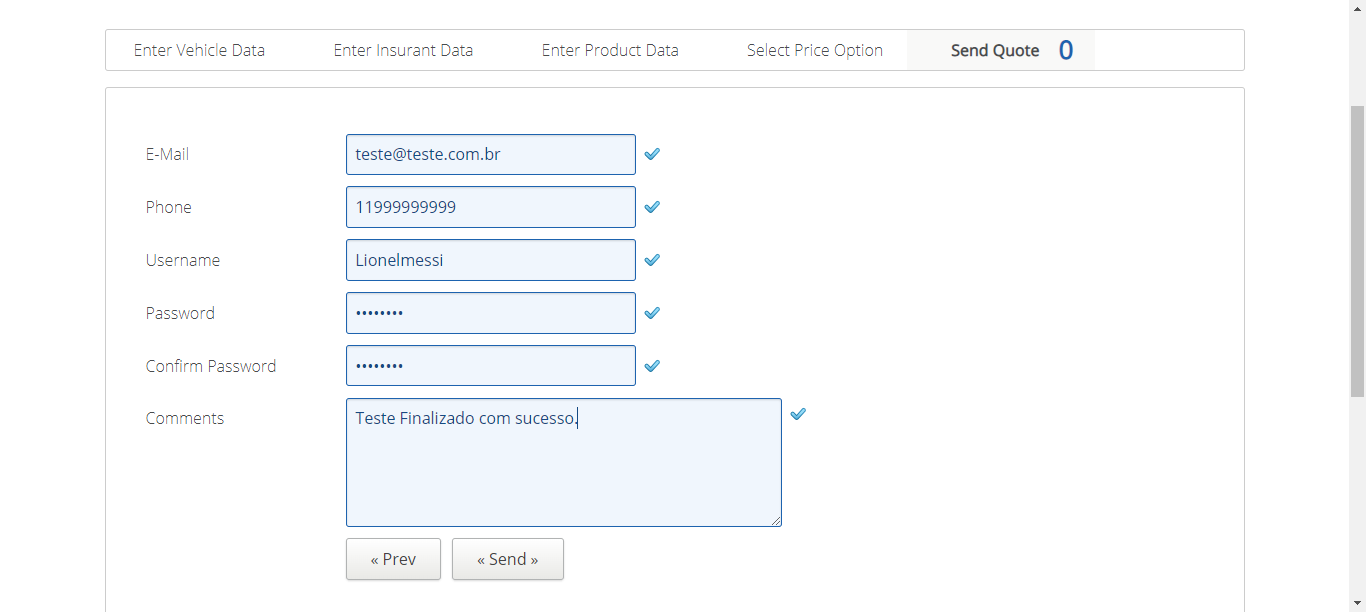 Enter Vehicle Data Enter Insurant Data Enter Product Data Select Price Option Send Quote 0
E-Mail teste@teste.com.br
Phone 11999999999
Username Lionelmessi
Password ••••••••
Confirm Password ••••••••
Comments Teste Finalizado com sucesso.
« Prev « Send »